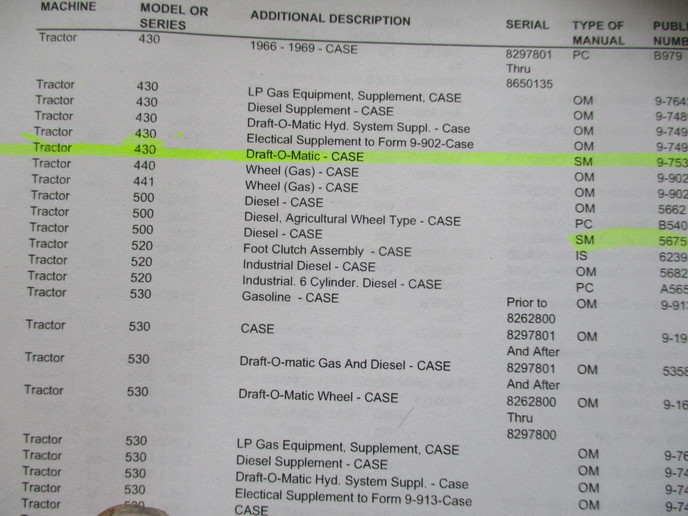 MACHINE MODEL OR SERIES ADDITIONAL DESCRIPTION SERIAL TYPE OF MANUAL PUBLI NUMB
Tractor 430 1966 - 1969 - CASE 8297801 PC B979
Thru
8650135
Tractor 430 LP Gas Equipment, Supplement, CASE OM 9-764
Tractor 430 Diesel Supplement - CASE OM 9-748
Tractor 430 Draft-O-Matic Hyd. System Suppl. - Case OM 9-749
Tractor 430 Electical Supplement to Form 9-902-Case OM 9-749
Tractor 430 Draft-O-Matic - CASE SM 9-753
Tractor 440 Wheel (Gas) - CASE OM 9-902
Tractor 441 Wheel (Gas) - CASE OM 9-902
Tractor 500 Diesel - CASE OM 5662
Tractor 500 Diesel, Agricultural Wheel Type - CASE PC B540
Tractor 500 Diesel - CASE SM 5675
Tractor 520 Foot Clutch Assembly - CASE IS 6239
Tractor 520 Industrial Diesel - CASE OM 5682
Tractor 520 Industrial. 6 Cylinder. Diesel - CASE PC A565
Tractor 530 Gasoline - CASE Prior to OM 9-91
8262800
Tractor 530 CASE 8297801 OM 9-19
And After
Tractor 530 Draft-O-matic Gas And Diesel - CASE 8297801 OM 5358
And After
Tractor 530 Draft-O-Matic Wheel - CASE 8262800 OM 9-16
Thru
8297800
Tractor 530 LP Gas Equipment, Supplement, CASE OM 9-76
Tractor 530 Diesel Supplement - CASE OM 9-74
Tractor 530 Draft-O-Matic Hyd. System Suppl. - Case OM 9-74
Tractor 530 Electical Supplement to Form 9-913-Case OM 9-74
Tractor 530 CASE